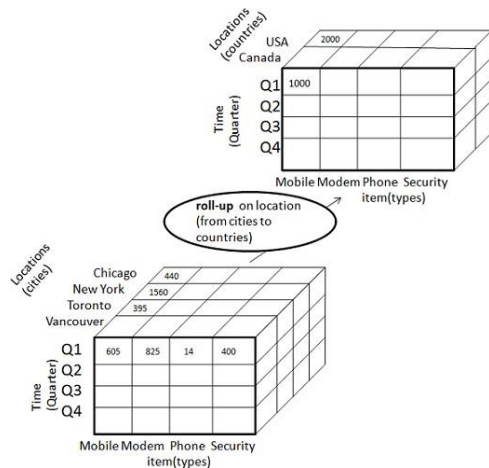 Locations
(countries)
USA
2000
Canada
Time
(Quarter)
Q1
1000
Q2
Q3
Q4
Mobile Modem Phone Security
item(types)
roll-up on location
(from cities to
countries)
Locations
(cities)
Chicago
440
New York
1560
Toronto
395
Vancouver
Time
(Quarter)
Q1
605
825
14
400
Q2
Q3
Q4
Mobile Modem Phone Security
item(types)